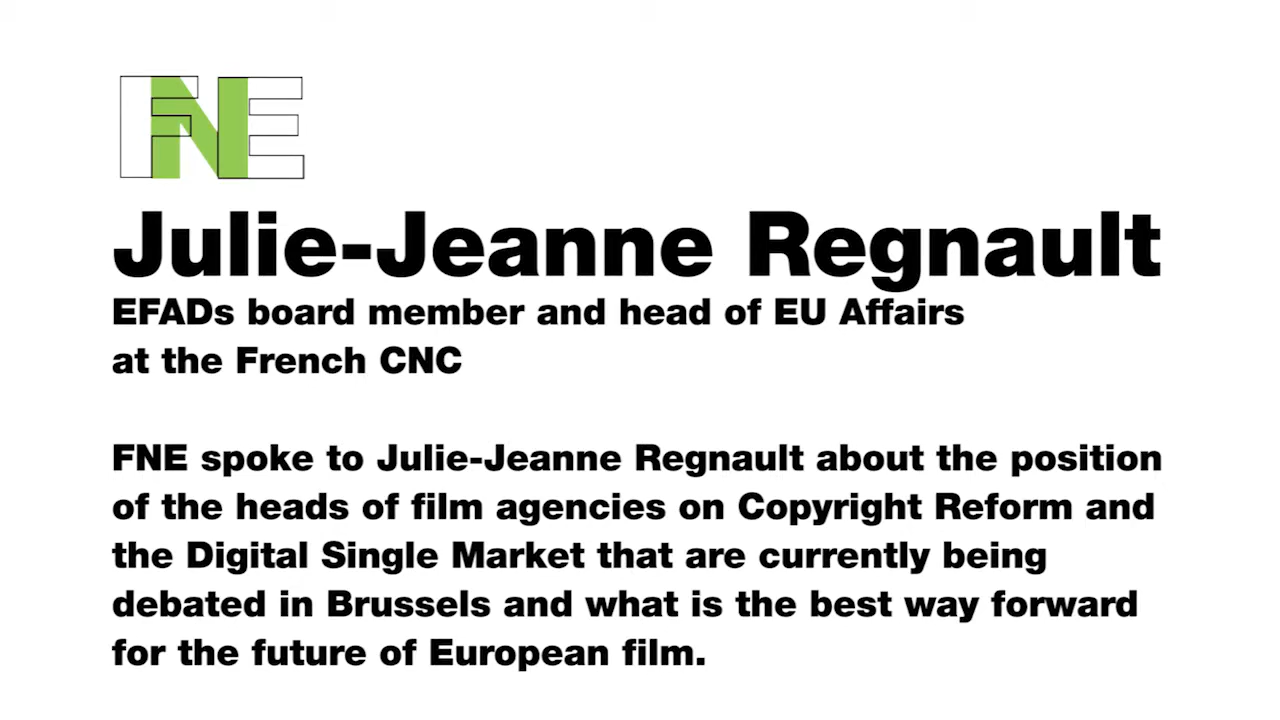 FNE
Julie-Jeanne Regnault
EFADs board member and head of EU Affairs
at the French CNC
FNE spoke to Julie-Jeanne Regnault about the position
of the heads of film agencies on Copyright Reform and
the Digital Single Market that are currently being
debated in Brussels and what is the best way forward
for the future of European film.